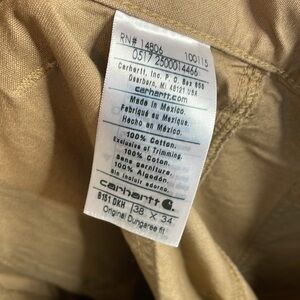 RN# 14806 100115
0517 2500014466
Carhartt, Inc. P. O. Box 600
Dearborn, MI 48121 USA
carhartt.com
Made in Mexico.
Fabriqué au Mexique.
Hecho en México.
100% Cotton.
Exclusive of Trimming.
100% Coton.
Sans garniture.
100% Algodón.
Sin incluir adorno.
carhartt
B151 DKH 38 X 34
Original Dungaree fit